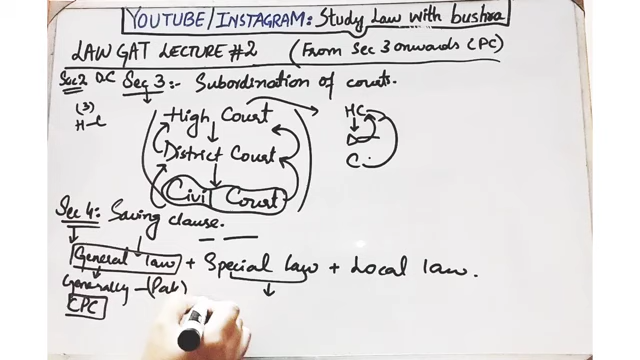 YOUTUBE/INSTAGRAM: Study Law with bushra
LAW GAT LECTURE #2 (From Sec 3 onwards CPC)
Sec 2 D.C Sec 3:- Subordination of courts.
(3)
H-C
High Court
District Court
Civil Court
HC
D
C
Sec 4: Saving clause.
General law + Special Law + Local law.
Generally - (Pak)
CPC